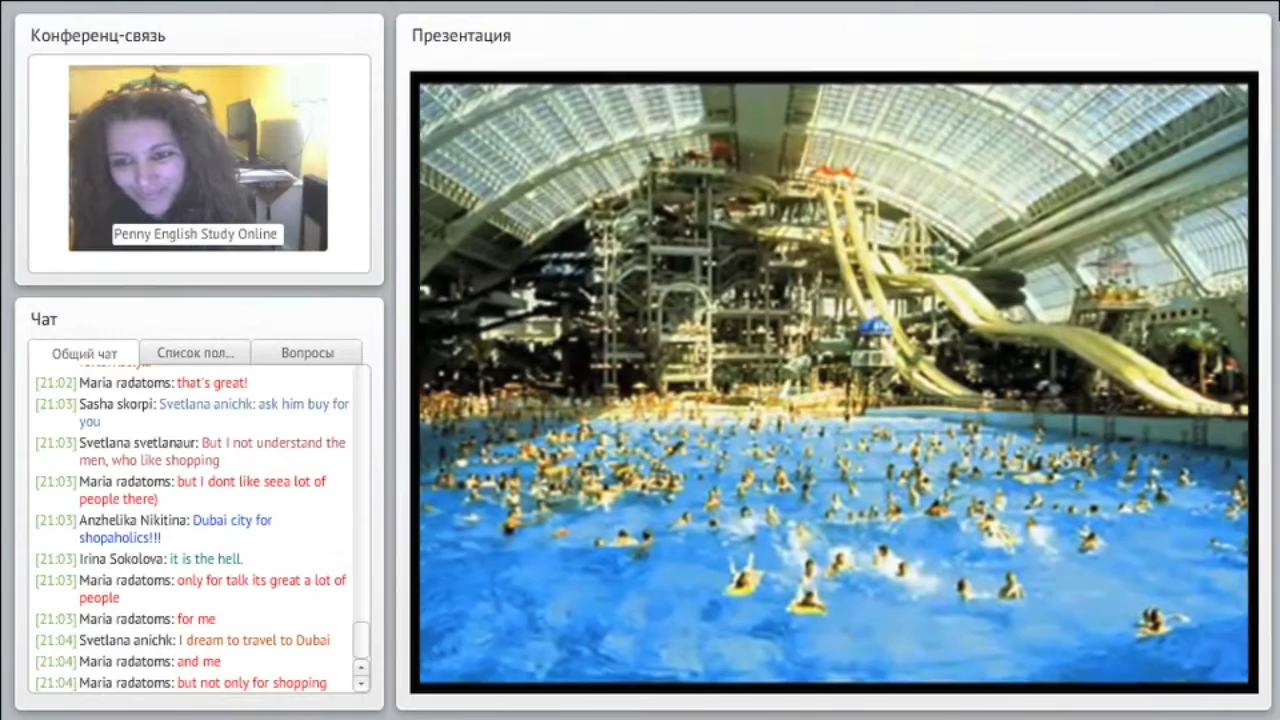 Конференц-связь
Penny English Study Online
Чат
Общий чат
Список пол...
Вопросы
[21:02] Maria radatoms: that's great!
[21:03] Sasha skorpi: Svetlana anichk: ask him buy for
you
[21:03] Svetlana svetlanaur: But I not understand the
men, who like shopping
[21:03] Maria radatoms: but I dont like seea lot of
people there)
[21:03] Anzhelika Nikitina: Dubai city for
shopaholics!!!
[21:03] Irina Sokolova: it is the hell.
[21:03] Maria radatoms: only for talk its great a lot of
people
[21:03] Maria radatoms: for me
[21:04] Svetlana anichk: I dream to travel to Dubai
[21:04] Maria radatoms: and me
[21:04] Maria radatoms: but not only for shopping
Презентация